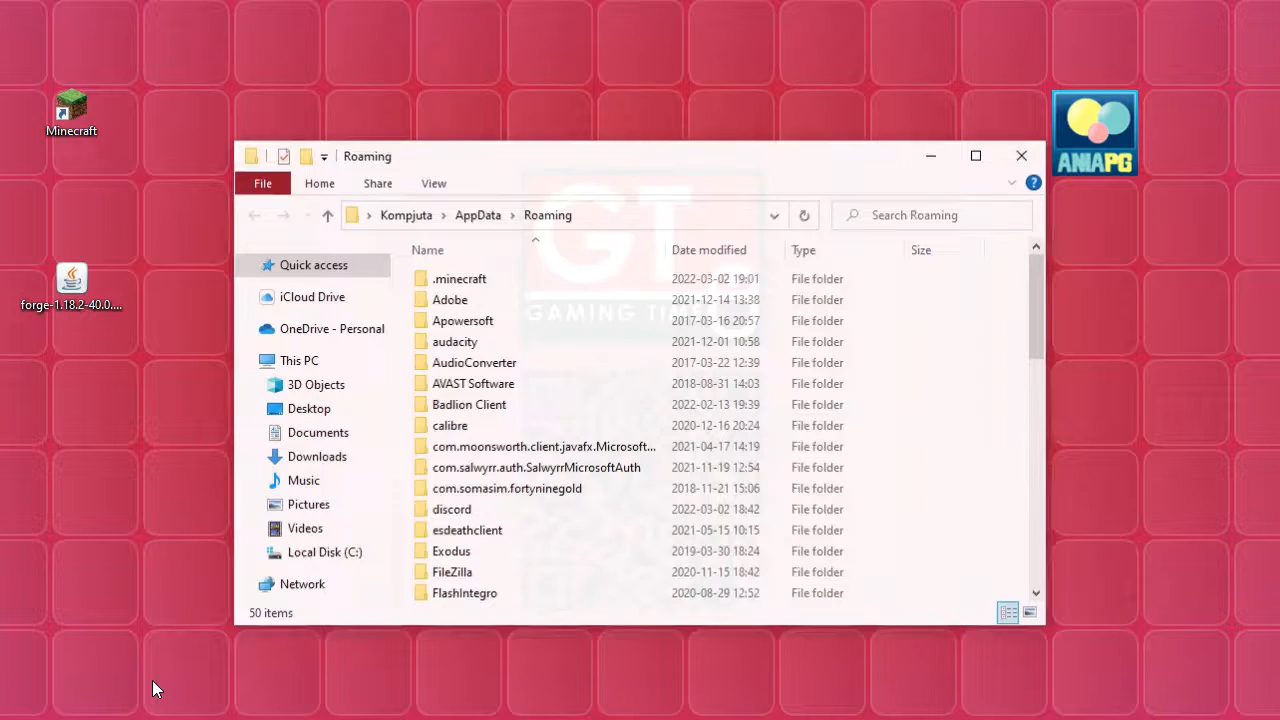 Minecraft
forge-1.18.2-40.0....
ANIAPG
Roaming
File Home Share View
Kompjuta > AppData > Roaming
Search Roaming
Name Date modified Type Size
Quick access
iCloud Drive
OneDrive - Personal
This PC
3D Objects
Desktop
Documents
Downloads
Music
Pictures
Videos
Local Disk (C:)
Network
.minecraft 2022-03-02 19:01 File folder
Adobe 2021-12-14 13:38 File folder
Apowersoft 2017-03-16 20:57 File folder
audacity 2021-12-01 10:58 File folder
AudioConverter 2017-03-22 12:39 File folder
AVAST Software 2018-08-31 14:03 File folder
Badlion Client 2022-02-13 19:39 File folder
calibre 2020-12-16 20:24 File folder
com.moonsworth.client.javafx.Microsoft... 2021-04-17 14:19 File folder
com.salwyrr.auth.SalwyrrMicrosoftAuth 2021-11-19 12:54 File folder
com.somasim.fortyninegold 2018-11-21 15:06 File folder
discord 2022-03-02 18:42 File folder
esdeathclient 2021-05-15 10:15 File folder
Exodus 2019-03-30 18:24 File folder
FileZilla 2020-11-15 18:42 File folder
FlashIntegro 2020-08-29 12:52 File folder
50 items
GT
GAMING TIME